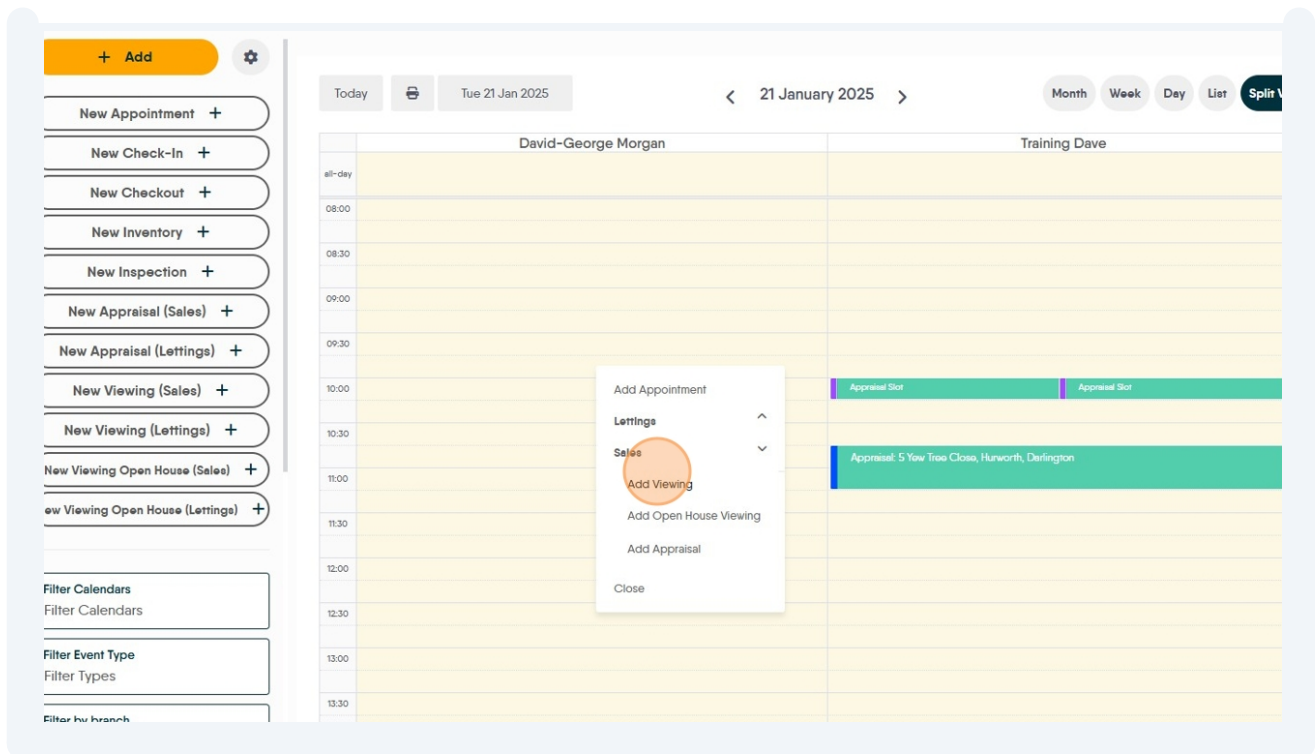 + Add
New Appointment +
New Check-In +
New Checkout +
New Inventory +
New Inspection +
New Appraisal (Sales) +
New Appraisal (Lettings) +
New Viewing (Sales) +
New Viewing (Lettings) +
New Viewing Open House (Sales) +
ew Viewing Open House (Lettings) +
Filter Calendars
Filter Calendars
Filter Event Type
Filter Types
Filter by branch
Today
Tue 21 Jan 2025
21 January 2025
Month Week Day List Split V
David-George Morgan
Training Dave
all-day
08:00
08:30
09:00
09:30
10:00
10:30
11:00
11:30
12:00
12:30
13:00
13:30
Add Appointment
Lettings
Sales
Add Viewing
Add Open House Viewing
Add Appraisal
Close
Appraisal Slot
Appraisal Slot
Appraisal: 5 Yew Tree Close, Hurworth, Darlington